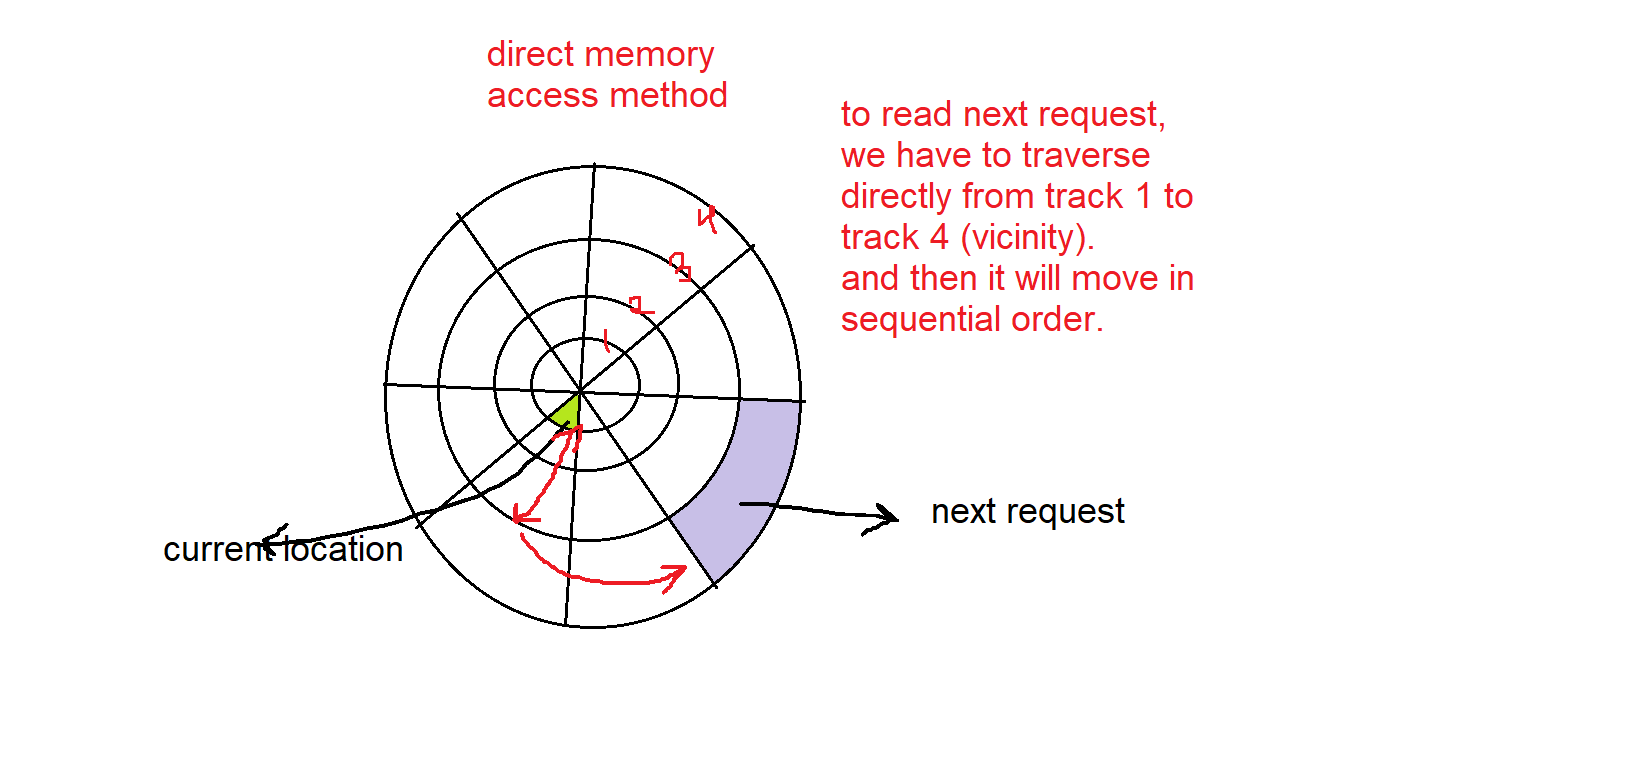 direct memory
access method
to read next request,
we have to traverse
directly from track 1 to
track 4 (vicinity).
and then it will move in
sequential order.
4
3
2
1
next request
current location